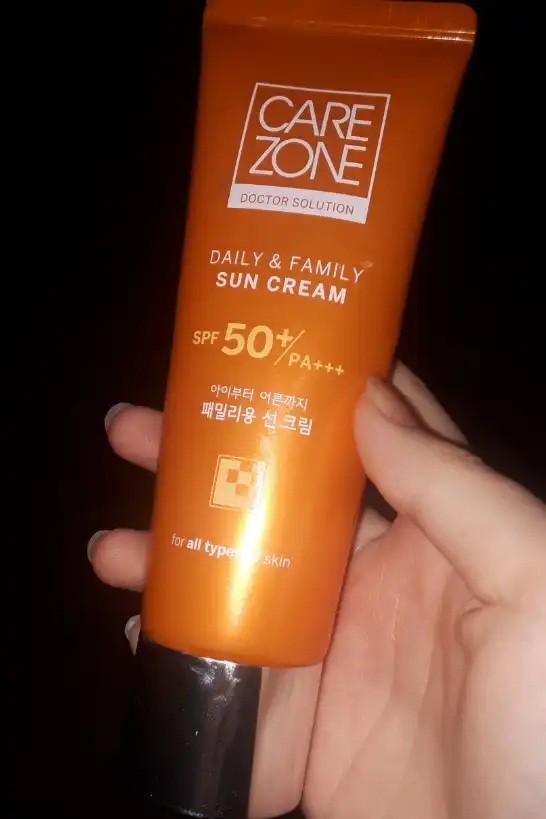 CARE
ZONE
DOCTOR SOLUTION
DAILY & FAMILY
SUN CREAM
SPF 50+/PA+++
아이부터 어른까지
패밀리용 선 크림
for all type skin